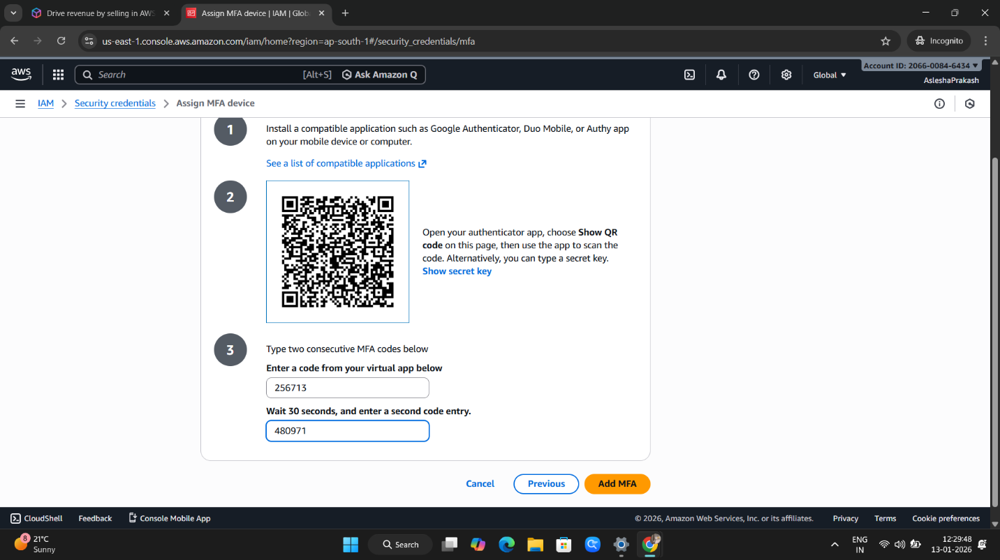 Drive revenue by selling in AWS
Assign MFA device | IAM | Glob
us-east-1.console.aws.amazon.com/iam/home?region=ap-south-1#/security_credentials/mfa
Incognito
aws
Search
[Alt+S]
Ask Amazon Q
Global
Account ID: 2066-0084-6434
AsleshaPrakash
IAM
Security credentials
Assign MFA device
1
Install a compatible application such as Google Authenticator, Duo Mobile, or Authy app
on your mobile device or computer.
See a list of compatible applications
2
Open your authenticator app, choose Show QR
code on this page, then use the app to scan the
code. Alternatively, you can type a secret key.
Show secret key
3
Type two consecutive MFA codes below
Enter a code from your virtual app below
256713
Wait 30 seconds, and enter a second code entry.
480971
Cancel
Previous
Add MFA
CloudShell
Feedback
Console Mobile App
© 2026, Amazon Web Services, Inc. or its affiliates.
Privacy
Terms
Cookie preferences
8
21°C
Sunny
Search
ENG
IN
12:29:48
13-01-2026